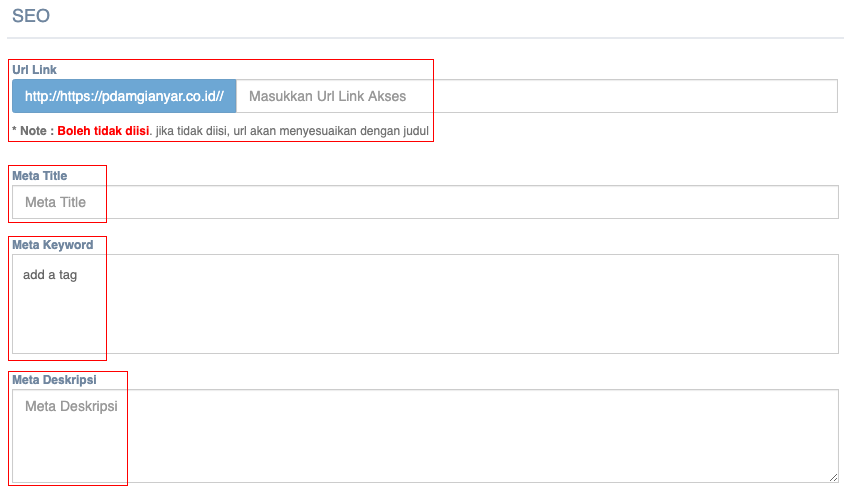 SEO
Url Link
http://https://pdamgianyar.co.id// Masukkan Url Link Akses
* Note : Boleh tidak diisi. jika tidak diisi, url akan menyesuaikan dengan judul
Meta Title
Meta Title
Meta Keyword
add a tag
Meta Deskripsi
Meta Deskripsi